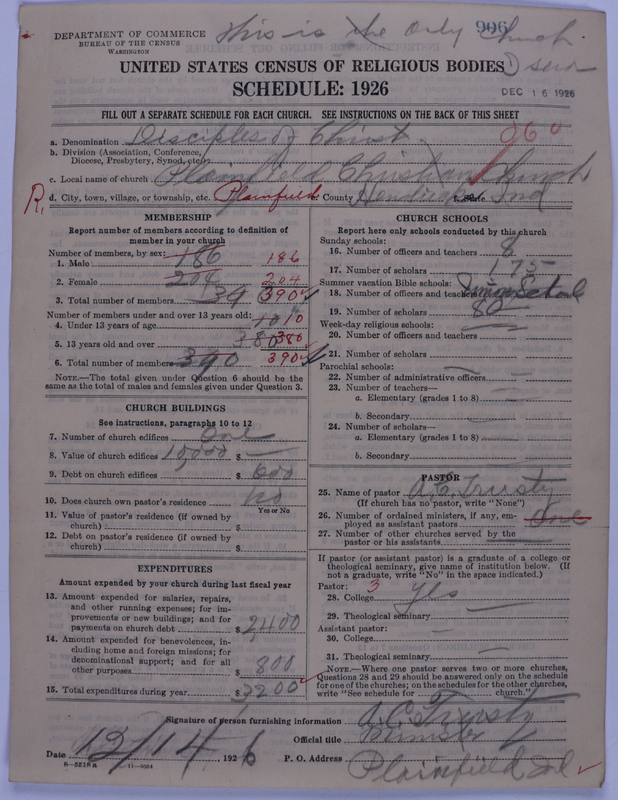 This is the Only Church
906
DEPARTMENT OF COMMERCE
BUREAU OF THE CENSUS
WASHINGTON
UNITED STATES CENSUS OF RELIGIOUS BODIES
SCHEDULE: 1926
DEC 16 1926
FILL OUT A SEPARATE SCHEDULE FOR EACH CHURCH. SEE INSTRUCTIONS ON THE BACK OF THIS SHEET
a. Denomination Disciples of Christ
b. Division (Association, Conference, Diocese, Presbytery, Synod, etc.)
c. Local name of church Plainfield Christian Church
R. d. City, town, village, or township, etc. Plainfield e. County Hendricks f. State Ind
MEMBERSHIP
Report number of members according to definition of
member in your church
Number of members, by sex:
1. Male 186 186
2. Female 204 204
3. Total number of members 390
Number of members under and over 13 years old:
4. Under 13 years of age 10 10
5. 13 years old and over 380 380
6. Total number of members 390 390
NOTE.—The total given under Question 6 should be the
same as the total of males and females given under Question 3.
CHURCH BUILDINGS
See instructions, paragraphs 10 to 12
7. Number of church edifices One
8. Value of church edifices 10,000 $
9. Debt on church edifices $ 600
10. Does church own pastor's residence No
Yes or No
11. Value of pastor's residence (if owned by
church) $
12. Debt on pastor's residence (if owned by
church) $
EXPENDITURES
Amount expended by your church during last fiscal year
13. Amount expended for salaries, repairs,
and other running expenses; for im-
provements or new buildings; and for
payments on church debt $ 2400
14. Amount expended for benevolences, in-
cluding home and foreign missions; for
denominational support; and for all
other purposes $ 800
15. Total expenditures during year $ 3200
CHURCH SCHOOLS
Report here only schools conducted by this church
Sunday schools:
16. Number of officers and teachers 8
17. Number of scholars 175
Summer vacation Bible schools:
18. Number of officers and teachers
19. Number of scholars 80
Week-day religious schools:
20. Number of officers and teachers
21. Number of scholars
Parochial schools:
22. Number of administrative officers
23. Number of teachers—
a. Elementary (grades 1 to 8)
b. Secondary
24. Number of scholars—
a. Elementary (grades 1 to 8)
b. Secondary
PASTOR
25. Name of pastor A. C. Trusty
(If church has no pastor, write "None")
26. Number of ordained ministers, if any, em-
ployed as assistant pastors One
27. Number of other churches served by the
pastor or his assistants
If pastor (or assistant pastor) is a graduate of a college or
theological seminary, give name of institution below. (If
not a graduate, write "No" in the space indicated.)
Pastor: 3
28. College Yes
29. Theological seminary
Assistant pastor:
30. College
31. Theological seminary
NOTE.—Where one pastor serves two or more churches,
Questions 28 and 29 should be answered only on the schedule
for one of the churches; on the schedules for the other churches,
write "See schedule for church."
Signature of person furnishing information A. C. Trusty
Official title Minister
Date 12/14 1926 P. O. Address Plainfield Ind
8—5518a 11—9084